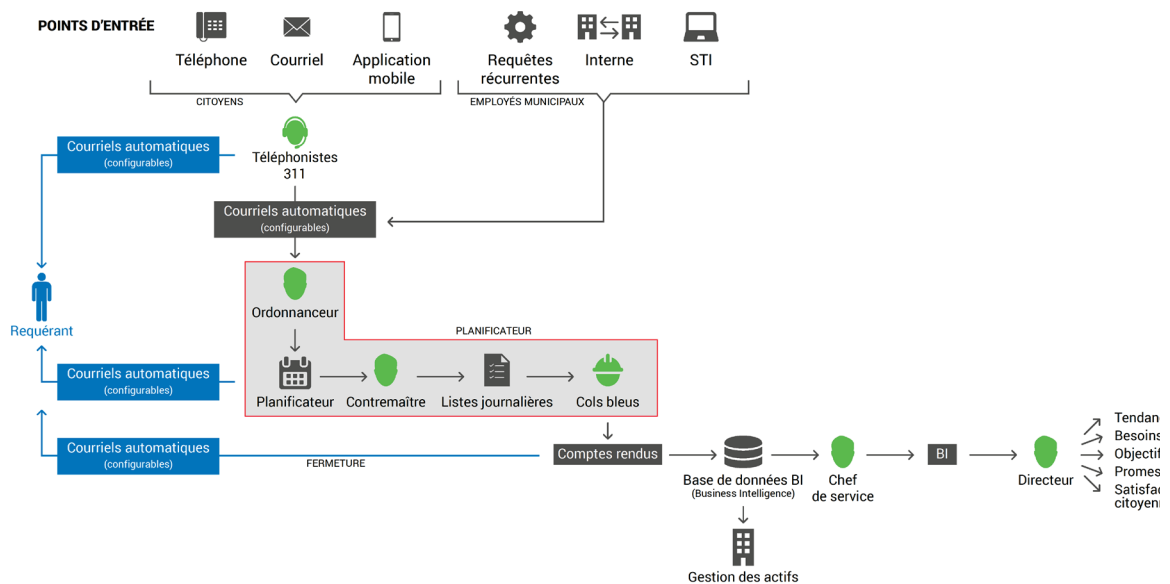 POINTS D'ENTRÉE
Téléphone
Courriel
Application
mobile
Requêtes
récurrentes
Interne
STI
CITOYENS
EMPLOYÉS MUNICIPAUX
Courriels automatiques
(configurables)
Téléphonistes
311
Courriels automatiques
(configurables)
Ordonnanceur
Requérant
PLANIFICATEUR
Courriels automatiques
(configurables)
Planificateur
Contremaître
Listes journalières
Cols bleus
Courriels automatiques
(configurables)
FERMETURE
Comptes rendus
Base de données BI
(Business Intelligence)
Chef
de service
BI
Directeur
Besoins
Gestion des actifs